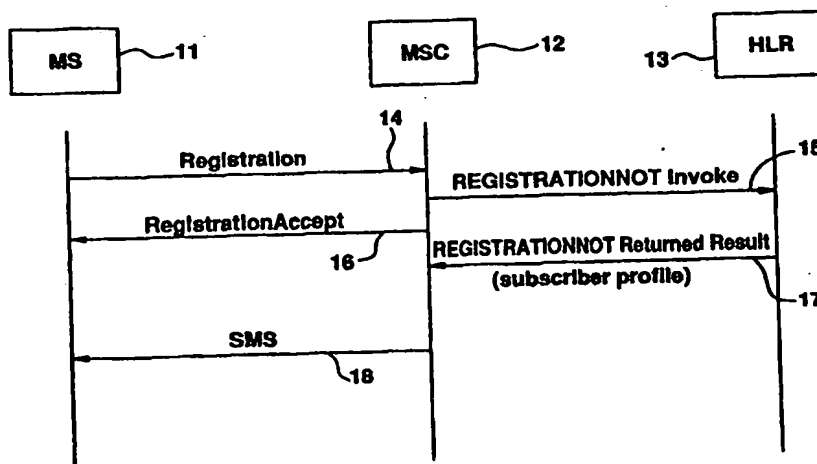 MS
11
MSC
12
13
HLR
14
Registration
15
REGISTRATIONNOT Invoke
RegistrationAccept
16
REGISTRATIONNOT Returned Result
(subscriber profile)
17
SMS
18